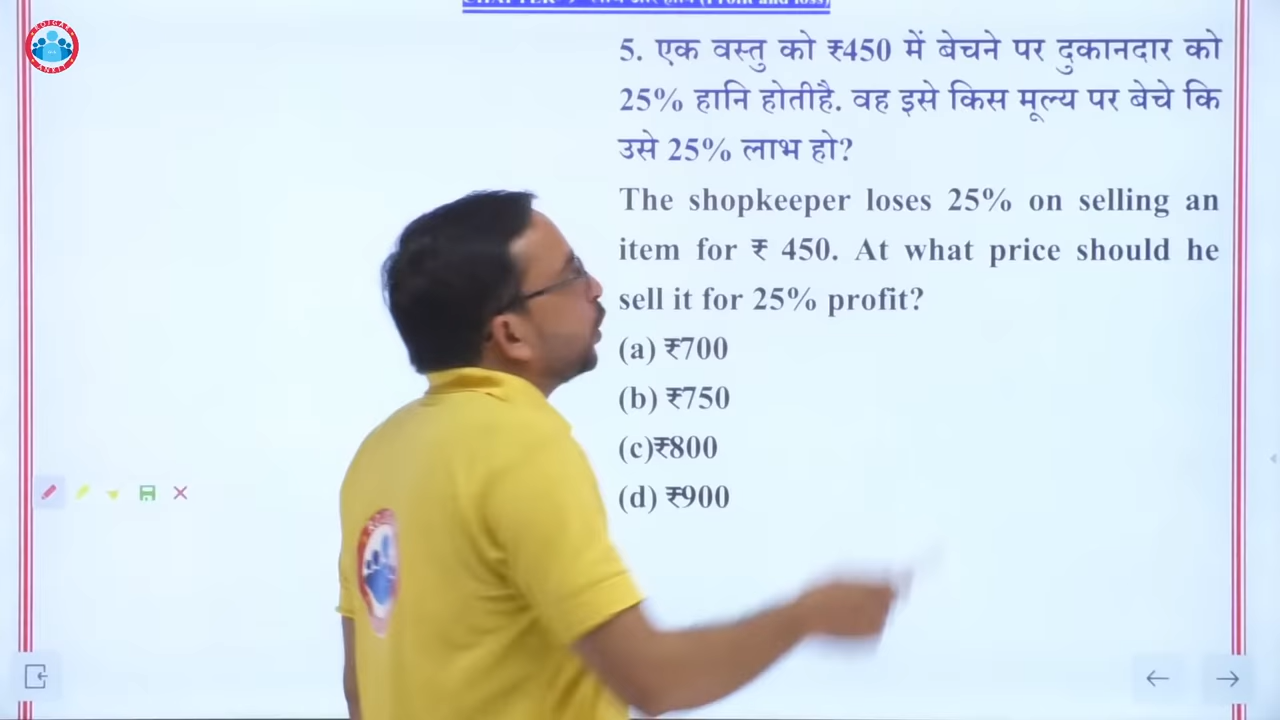 5. एक वस्तु को ₹450 में बेचने पर दुकानदार को
25% हानि होतीहै. वह इसे किस मूल्य पर बेचे कि
उसे 25% लाभ हो?
The shopkeeper loses 25% on selling an
item for ₹ 450. At what price should he
sell it for 25% profit?
(a) ₹700
(b) ₹750
(c)₹800
(d) ₹900